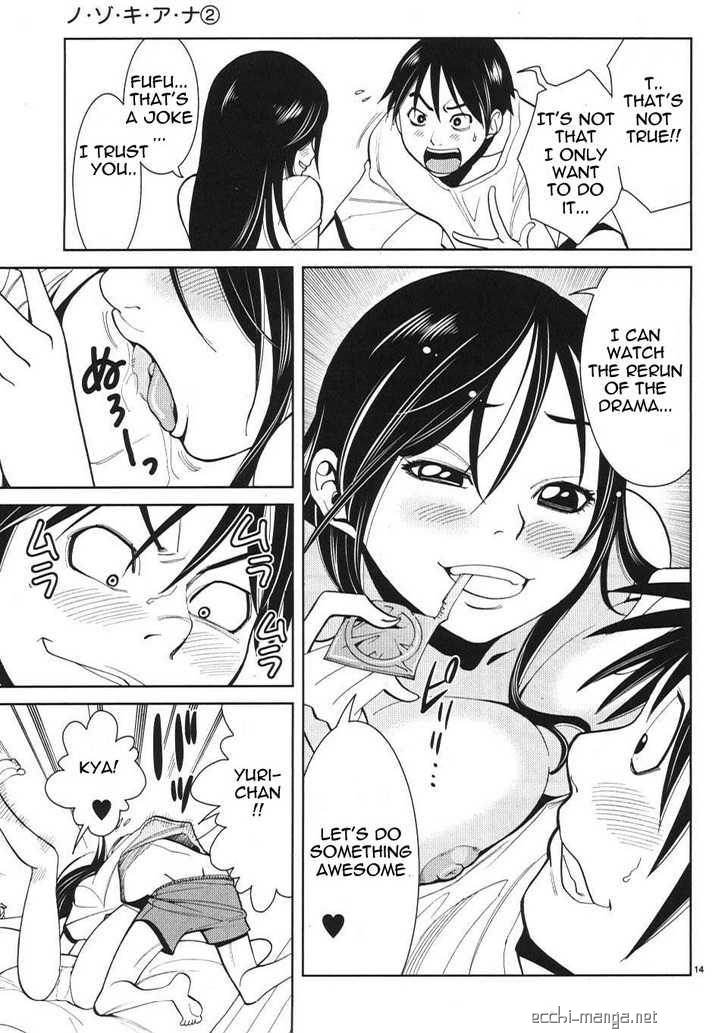 ノ・ゾ・キ・ア・ナ②
T..
THAT'S
NOT
TRUE!!
IT'S NOT
THAT
I ONLY
WANT
TO DO
IT...
FUFU...
THAT'S
A JOKE
...
I TRUST
YOU..
I CAN
WATCH
THE RERUN
OF THE
DRAMA...
ピ
ッ
LET'S DO
SOMETHING
AWESOME
♥
ぬろーっ
ムラ
ムラ
YURI-
CHAN
!!
KYA!
♥
14
ecchi-manga.net